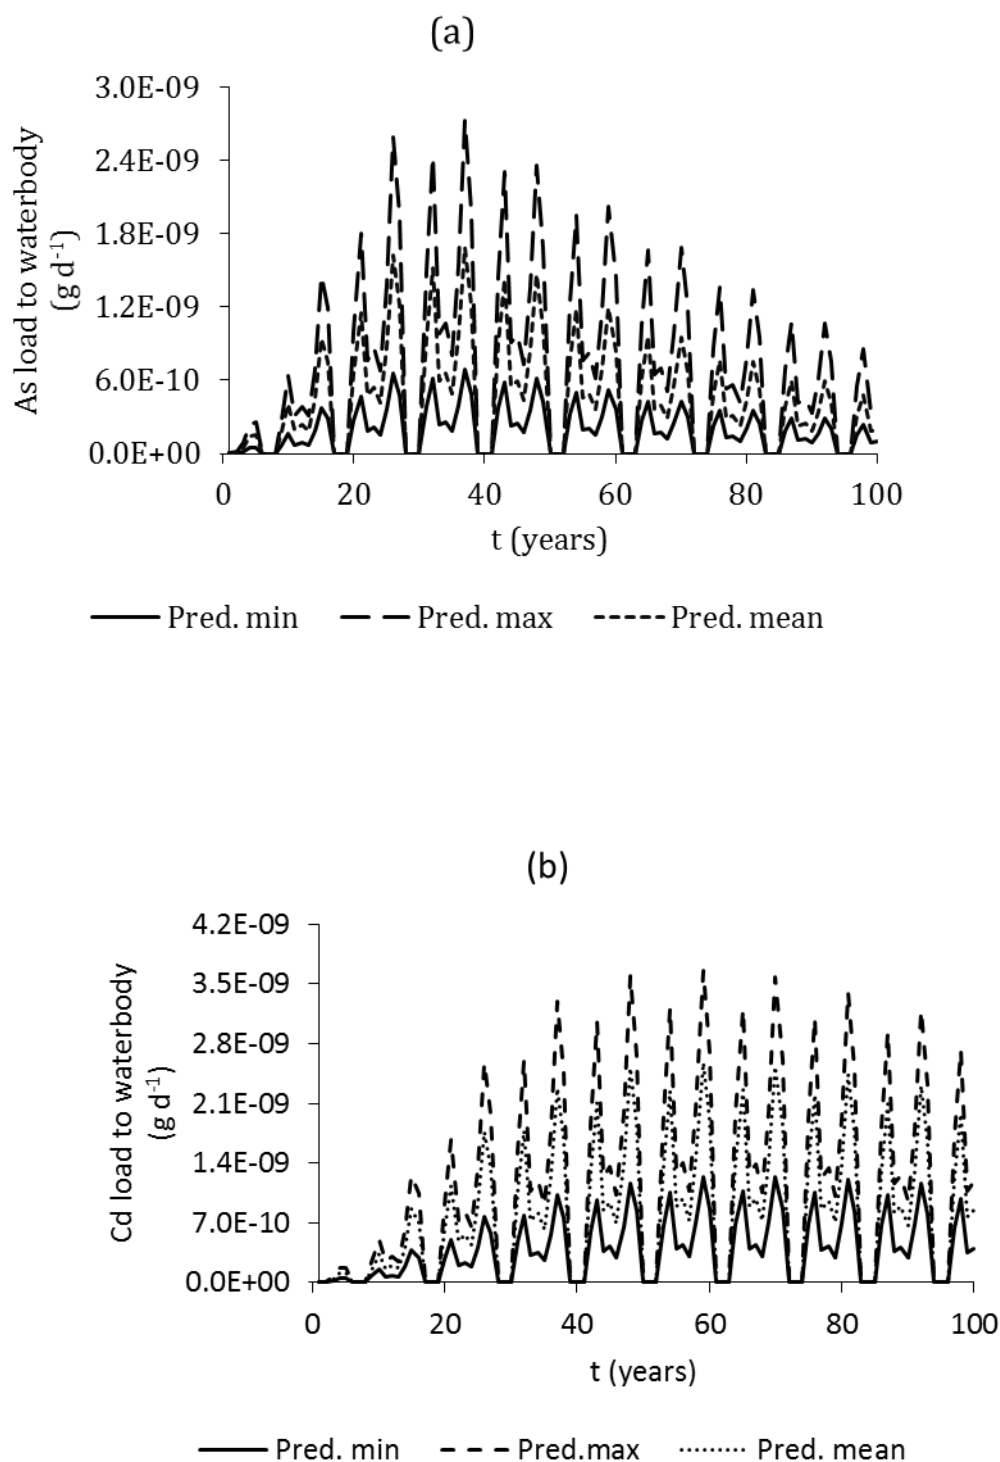 (a)
As load to waterbody
(g d-1)
3.0E-09
2.4E-09
1.8E-09
1.2E-09
6.0E-10
0.0E+00
0 20 40 60 80 100
t (years)
Pred. min Pred. max Pred. mean
(b)
Cd load to waterbody
(g d-1)
4.2E-09
3.5E-09
2.8E-09
2.1E-09
1.4E-09
7.0E-10
0.0E+00
0 20 40 60 80 100
t (years)
Pred. min Pred.max Pred. mean